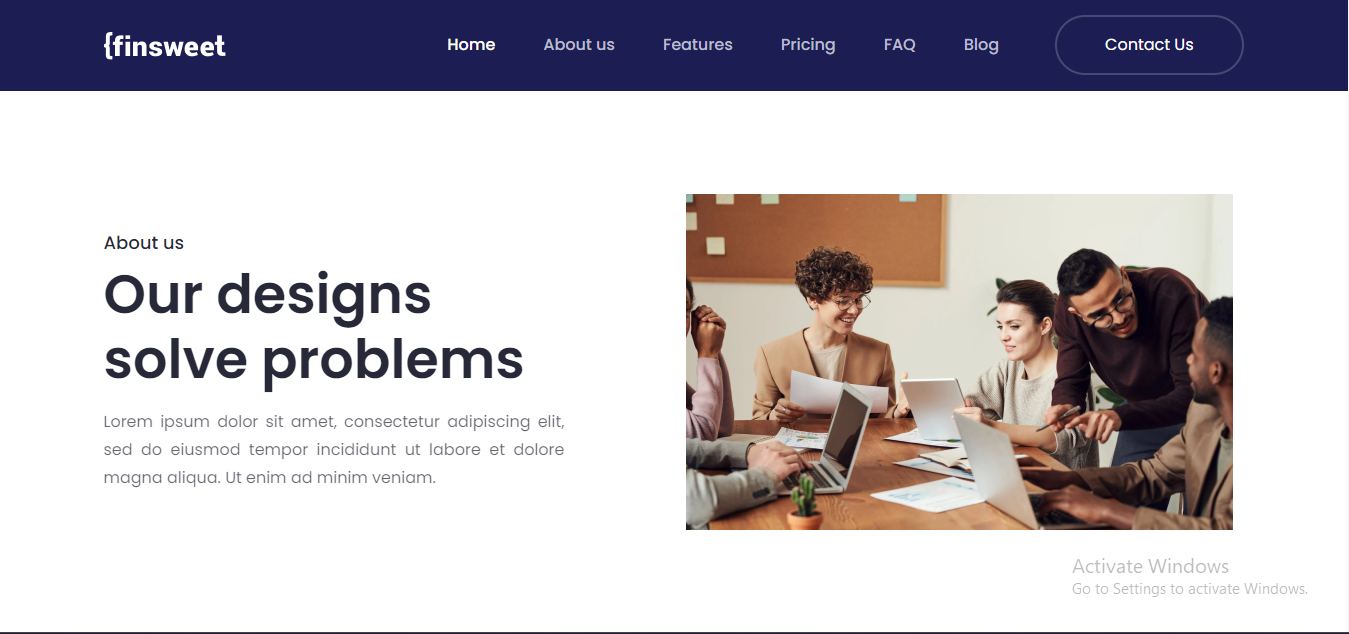 {finsweet
Home
About us
Features
Pricing
FAQ
Blog
Contact Us
About us
Our designs
solve problems
Lorem ipsum dolor sit amet, consectetur adipiscing elit,
sed do eiusmod tempor incididunt ut labore et dolore
magna aliqua. Ut enim ad minim veniam.
Activate Windows
Go to Settings to activate Windows.